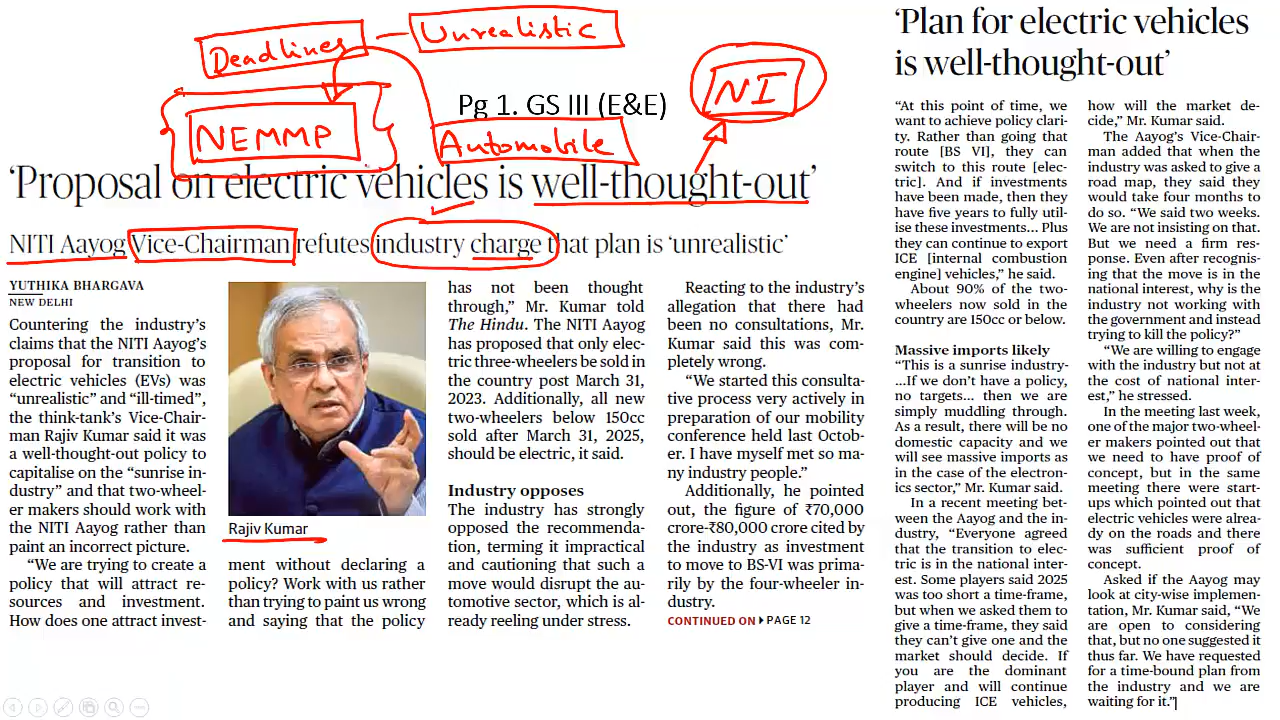 Deadlines
Unrealistic
NEMMP
Pg 1. GS III (E&E)
Automobile
NI
‘Proposal on electric vehicles is well-thought-out’
NITI Aayog Vice-Chairman refutes industry charge that plan is ‘unrealistic’
YUTHIKA BHARGAVA
NEW DELHI
Countering the industry’s
claims that the NITI Aayog’s
proposal for transition to
electric vehicles (EVs) was
“unrealistic” and “ill-timed”,
the think-tank’s Vice-Chair-
man Rajiv Kumar said it was
a well-thought-out policy to
capitalise on the “sunrise in-
dustry” and that two-wheel-
er makers should work with
the NITI Aayog rather than
paint an incorrect picture.
“We are trying to create a
policy that will attract re-
sources and investment.
How does one attract invest-
Rajiv Kumar
ment without declaring a
policy? Work with us rather
than trying to paint us wrong
and saying that the policy
has not been thought
through,” Mr. Kumar told
The Hindu. The NITI Aayog
has proposed that only elec-
tric three-wheelers be sold in
the country post March 31,
2023. Additionally, all new
two-wheelers below 150cc
sold after March 31, 2025,
should be electric, it said.
Industry opposes
The industry has strongly
opposed the recommenda-
tion, terming it impractical
and cautioning that such a
move would disrupt the au-
tomotive sector, which is al-
ready reeling under stress.
Reacting to the industry’s
allegation that there had
been no consultations, Mr.
Kumar said this was com-
pletely wrong.
“We started this consulta-
tive process very actively in
preparation of our mobility
conference held last Octob-
er. I have myself met so ma-
ny industry people.”
Additionally, he pointed
out, the figure of ₹70,000
crore-₹80,000 crore cited by
the industry as investment
to move to BS-VI was prima-
rily by the four-wheeler in-
dustry.
CONTINUED ON ▶ PAGE 12
‘Plan for electric vehicles
is well-thought-out’
“At this point of time, we
want to achieve policy clari-
ty. Rather than going that
route [BS VI], they can
switch to this route [elec-
tric]. And if investments
have been made, then they
have five years to fully util-
ise these investments... Plus
they can continue to export
ICE [internal combustion
engine] vehicles,” he said.
About 90% of the two-
wheelers now sold in the
country are 150cc or below.
Massive imports likely
“This is a sunrise industry-
...If we don’t have a policy,
no targets... then we are
simply muddling through.
As a result, there will be no
domestic capacity and we
will see massive imports as
in the case of the electron-
ics sector,” Mr. Kumar said.
In a recent meeting bet-
ween the Aayog and the in-
dustry, “Everyone agreed
that the transition to elec-
tric is in the national inter-
est. Some players said 2025
was too short a time-frame,
but when we asked them to
give a time-frame, they said
they can’t give one and the
market should decide. If
you are the dominant
player and will continue
producing ICE vehicles,
how will the market de-
cide,” Mr. Kumar said.
The Aayog’s Vice-Chair-
man added that when the
industry was asked to give a
road map, they said they
would take four months to
do so. “We said two weeks.
We are not insisting on that.
But we need a firm res-
ponse. Even after recognis-
ing that the move is in the
national interest, why is the
industry not working with
the government and instead
trying to kill the policy?”
“We are willing to engage
with the industry but not at
the cost of national inter-
est,” he stressed.
In the meeting last week,
one of the major two-wheel-
er makers pointed out that
we need to have proof of
concept, but in the same
meeting there were start-
ups which pointed out that
electric vehicles were alrea-
dy on the roads and there
was sufficient proof of
concept.
Asked if the Aayog may
look at city-wise implemen-
tation, Mr. Kumar said, “We
are open to considering
that, but no one suggested it
thus far. We have requested
for a time-bound plan from
the industry and we are
waiting for it.”